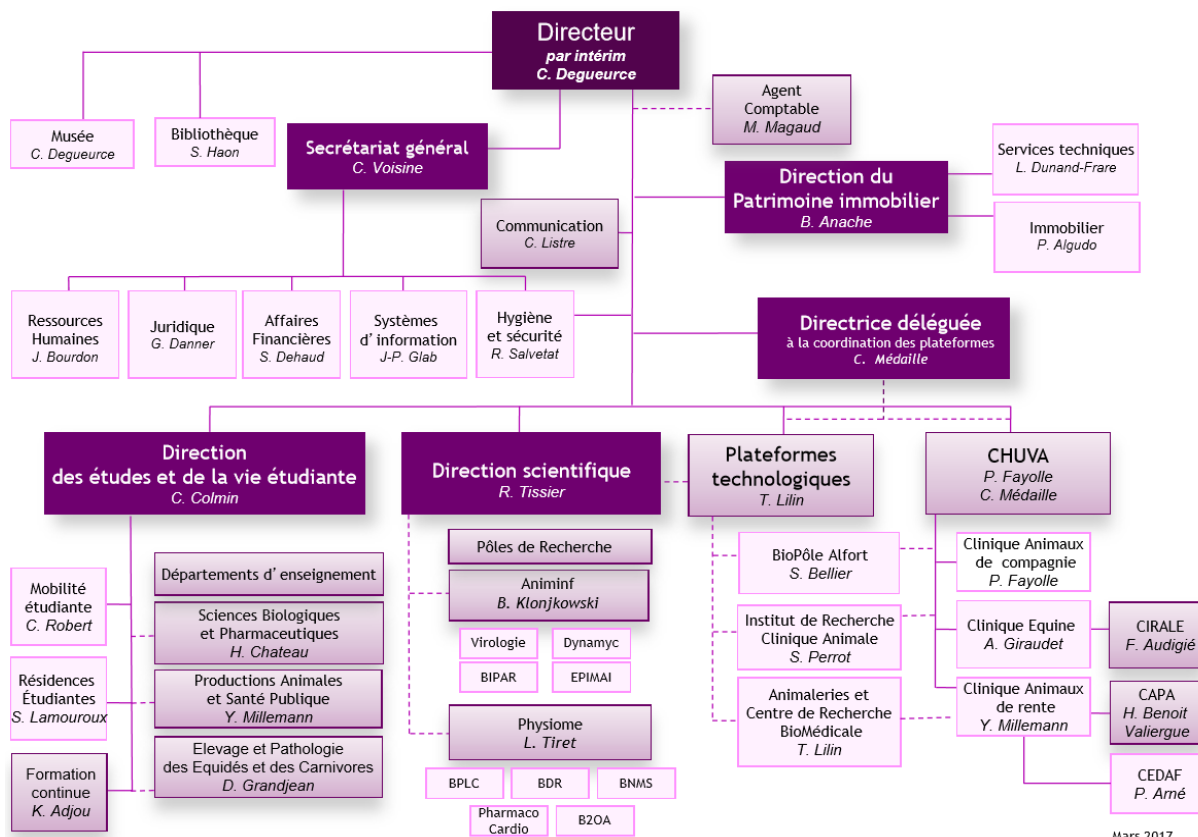 Directeur
par intérim
C. Degueurce
Agent
Comptable
M. Magaud
Musée
C. Degueurce
Bibliothèque
S. Haon
Secrétariat général
C. Voisine
Services techniques
L. Dunand-Frare
Direction du
Patrimoine immobilier
B. Anache
Communication
C. Listre
Immobilier
P. Algudo
Ressources
Humaines
J. Bourdon
Juridique
G. Danner
Affaires
Financières
S. Dehaud
Systèmes
d' information
J-P. Glab
Hygiène
et sécurité
R. Salvetat
Directrice déléguée
à la coordination des plateformes
C. Médaille
Direction
des études et de la vie étudiante
C. Colmin
Direction scientifique
R. Tissier
Plateformes
technologiques
T. Lilin
CHUVA
P. Fayolle
C. Médaille
Mobilité
étudiante
C. Robert
Résidences
Étudiantes
S. Lamouroux
Formation
continue
K. Adjou
Départements d' enseignement
Sciences Biologiques
et Pharmaceutiques
H. Chateau
Productions Animales
et Santé Publique
Y. Millemann
Elevage et Pathologie
des Equidés et des Carnivores
D. Grandjean
Pôles de Recherche
Animinf
B. Klonjkowski
Virologie
Dynamyc
BIPAR
EPIMAI
Physiome
L. Tiret
BPLC
BDR
BNMS
Pharmaco
Cardio
B2OA
BioPôle Alfort
S. Bellier
Institut de Recherche
Clinique Animale
S. Perrot
Animaleries et
Centre de Recherche
BioMédicale
T. Lilin
Clinique Animaux
de compagnie
P. Fayolle
Clinique Equine
A. Giraudet
Clinique Animaux
de rente
Y. Millemann
CIRALE
F. Audigié
CAPA
H. Benoit
Valiergue
CEDAF
P. Arné
Mars 2017